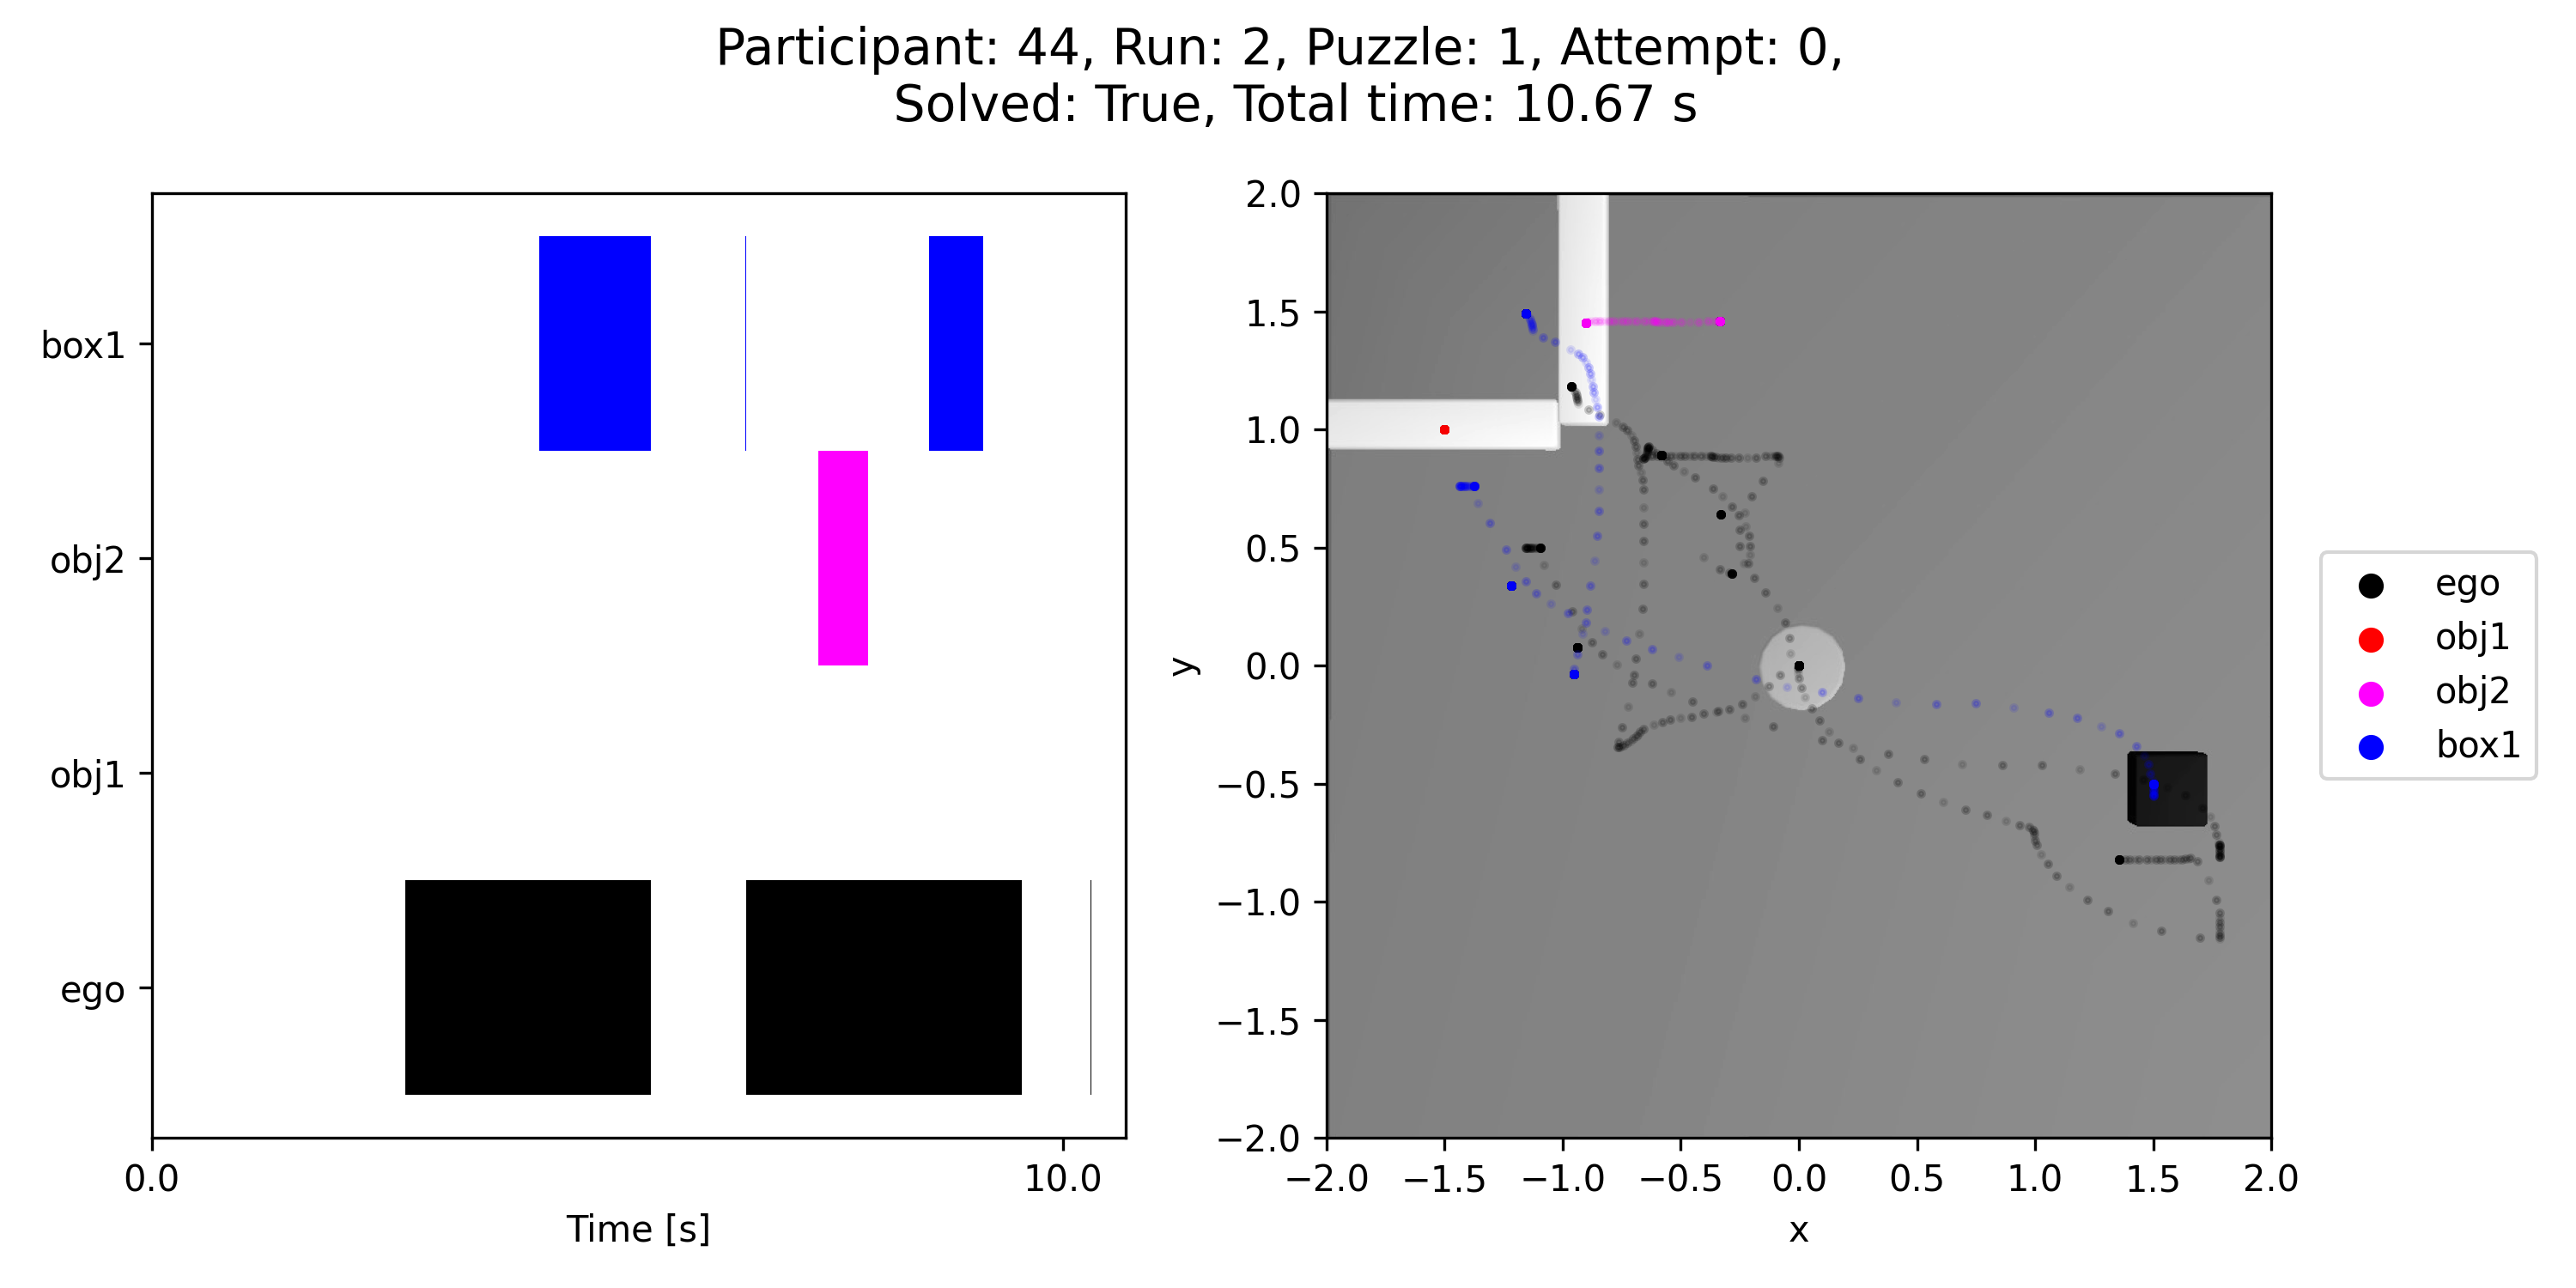 Participant: 44, Run: 2, Puzzle: 1, Attempt: 0,
Solved: True, Total time: 10.67 s
box1
obj2
obj1
ego
0.0
10.0
Time [s]
2.0
1.5
1.0
0.5
0.0
−0.5
−1.0
−1.5
−2.0
y
−2.0 −1.5 −1.0 −0.5 0.0 0.5 1.0 1.5 2.0
x
ego
obj1
obj2
box1